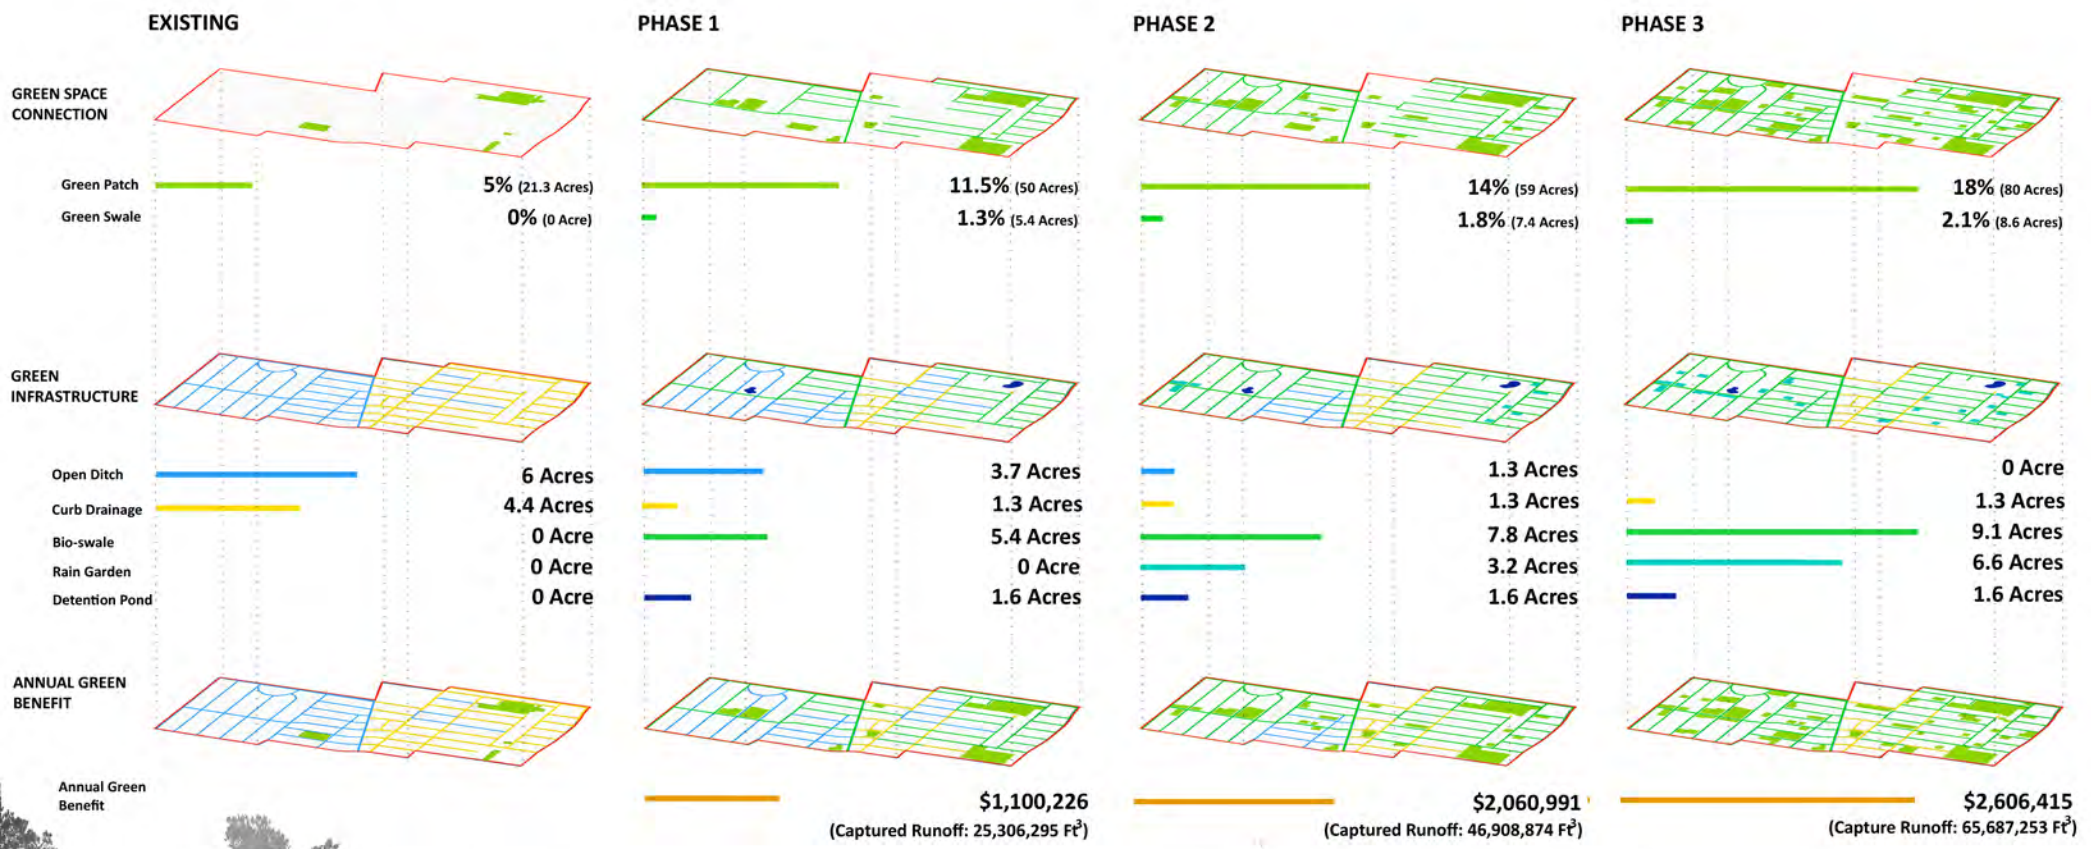 EXISTING
PHASE 1
PHASE 2
PHASE 3
GREEN SPACE
CONNECTION
Green Patch
5% (21.3 Acres)
11.5% (50 Acres)
14% (59 Acres)
18% (80 Acres)
Green Swale
0% (0 Acre)
1.3% (5.4 Acres)
1.8% (7.4 Acres)
2.1% (8.6 Acres)
GREEN
INFRASTRUCTURE
Open Ditch
6 Acres
3.7 Acres
1.3 Acres
0 Acre
Curb Drainage
4.4 Acres
1.3 Acres
1.3 Acres
1.3 Acres
Bio-swale
0 Acre
5.4 Acres
7.8 Acres
9.1 Acres
Rain Garden
0 Acre
0 Acre
3.2 Acres
6.6 Acres
Detention Pond
0 Acre
1.6 Acres
1.6 Acres
1.6 Acres
ANNUAL GREEN
BENEFIT
Annual Green
Benefit
$1,100,226
(Captured Runoff: 25,306,295 Ft³)
$2,060,991
(Captured Runoff: 46,908,874 Ft³)
$2,606,415
(Capture Runoff: 65,687,253 Ft³)